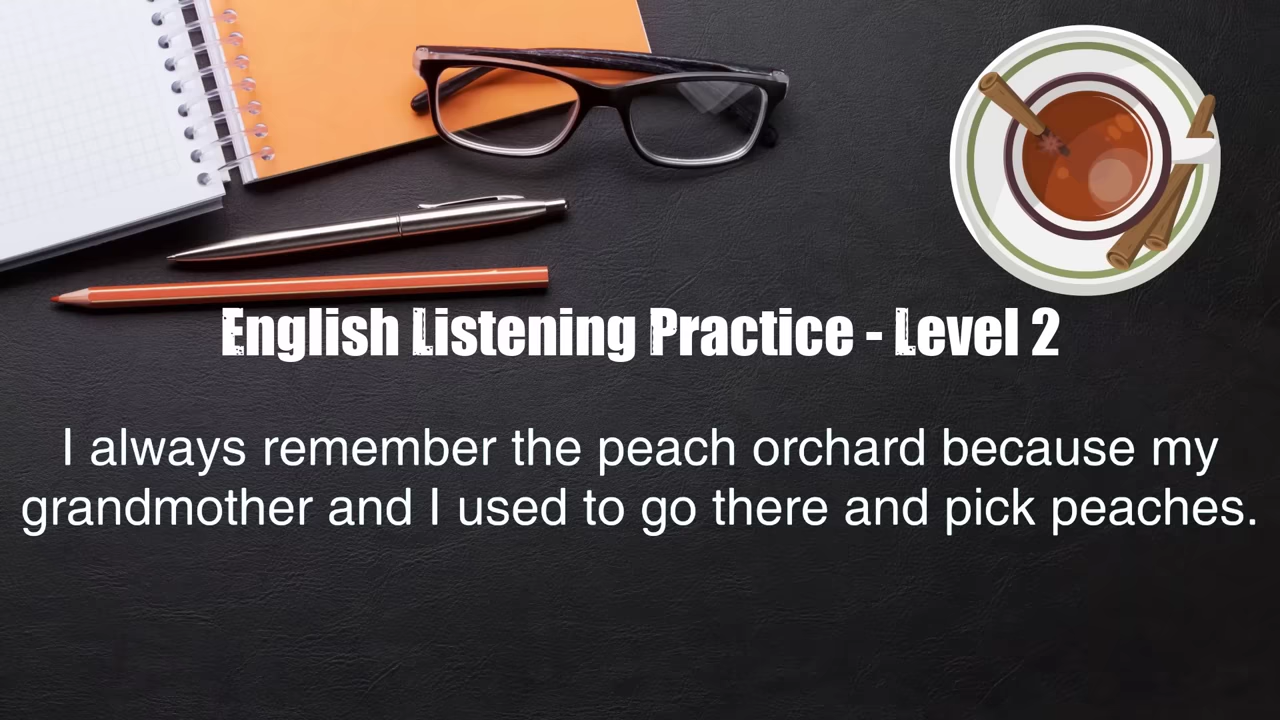 English Listening Practice - Level 2
I always remember the peach orchard because my
grandmother and I used to go there and pick peaches.